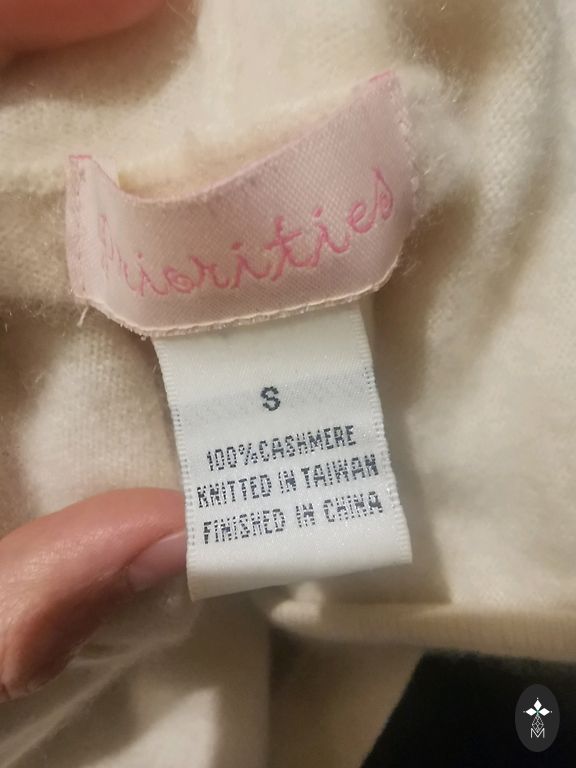 Priorities
S
100% CASHMERE
KNITTED IN TAIWAN
FINISHED IN CHINA
M